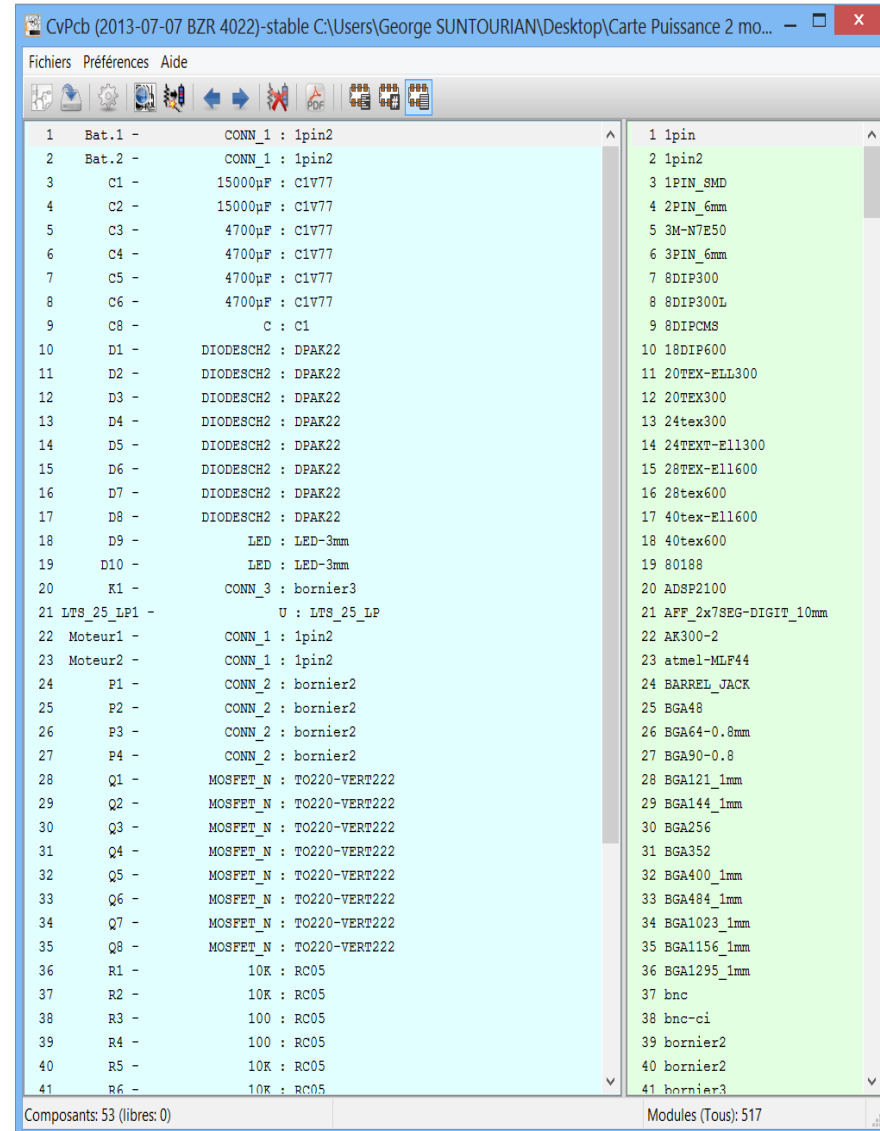 CvPcb (2013-07-07 BZR 4022)-stable C:\Users\George SUNTOURIAN\Desktop\Carte Puissance 2 mo...
Fichiers Préférences Aide
PDF
1 Bat.1 - CONN_1 : 1pin2
2 Bat.2 - CONN_1 : 1pin2
3 C1 - 15000µF : C1V77
4 C2 - 15000µF : C1V77
5 C3 - 4700µF : C1V77
6 C4 - 4700µF : C1V77
7 C5 - 4700µF : C1V77
8 C6 - 4700µF : C1V77
9 C8 - C : C1
10 D1 - DIODESCH2 : DPAK22
11 D2 - DIODESCH2 : DPAK22
12 D3 - DIODESCH2 : DPAK22
13 D4 - DIODESCH2 : DPAK22
14 D5 - DIODESCH2 : DPAK22
15 D6 - DIODESCH2 : DPAK22
16 D7 - DIODESCH2 : DPAK22
17 D8 - DIODESCH2 : DPAK22
18 D9 - LED : LED-3mm
19 D10 - LED : LED-3mm
20 K1 - CONN_3 : bornier3
21 LTS_25_LP1 - U : LTS_25_LP
22 Moteur1 - CONN_1 : 1pin2
23 Moteur2 - CONN_1 : 1pin2
24 P1 - CONN_2 : bornier2
25 P2 - CONN_2 : bornier2
26 P3 - CONN_2 : bornier2
27 P4 - CONN_2 : bornier2
28 Q1 - MOSFET_N : TO220-VERT222
29 Q2 - MOSFET_N : TO220-VERT222
30 Q3 - MOSFET_N : TO220-VERT222
31 Q4 - MOSFET_N : TO220-VERT222
32 Q5 - MOSFET_N : TO220-VERT222
33 Q6 - MOSFET_N : TO220-VERT222
34 Q7 - MOSFET_N : TO220-VERT222
35 Q8 - MOSFET_N : TO220-VERT222
36 R1 - 10K : RC05
37 R2 - 10K : RC05
38 R3 - 100 : RC05
39 R4 - 100 : RC05
40 R5 - 10K : RC05
41 R6 - 10K : RC05
1 1pin
2 1pin2
3 1PIN_SMD
4 2PIN_6mm
5 3M-N7E50
6 3PIN_6mm
7 8DIP300
8 8DIP300L
9 8DIPCMS
10 18DIP600
11 20TEX-ELL300
12 20TEX300
13 24tex300
14 24TEXT-Ell300
15 28TEX-Ell600
16 28tex600
17 40tex-Ell600
18 40tex600
19 80188
20 ADSP2100
21 AFF_2x7SEG-DIGIT_10mm
22 AK300-2
23 atmel-MLF44
24 BARREL_JACK
25 BGA48
26 BGA64-0.8mm
27 BGA90-0.8
28 BGA121_1mm
29 BGA144_1mm
30 BGA256
31 BGA352
32 BGA400_1mm
33 BGA484_1mm
34 BGA1023_1mm
35 BGA1156_1mm
36 BGA1295_1mm
37 bnc
38 bnc-ci
39 bornier2
40 bornier2
41 bornier3
Composants: 53 (libres: 0)
Modules (Tous): 517